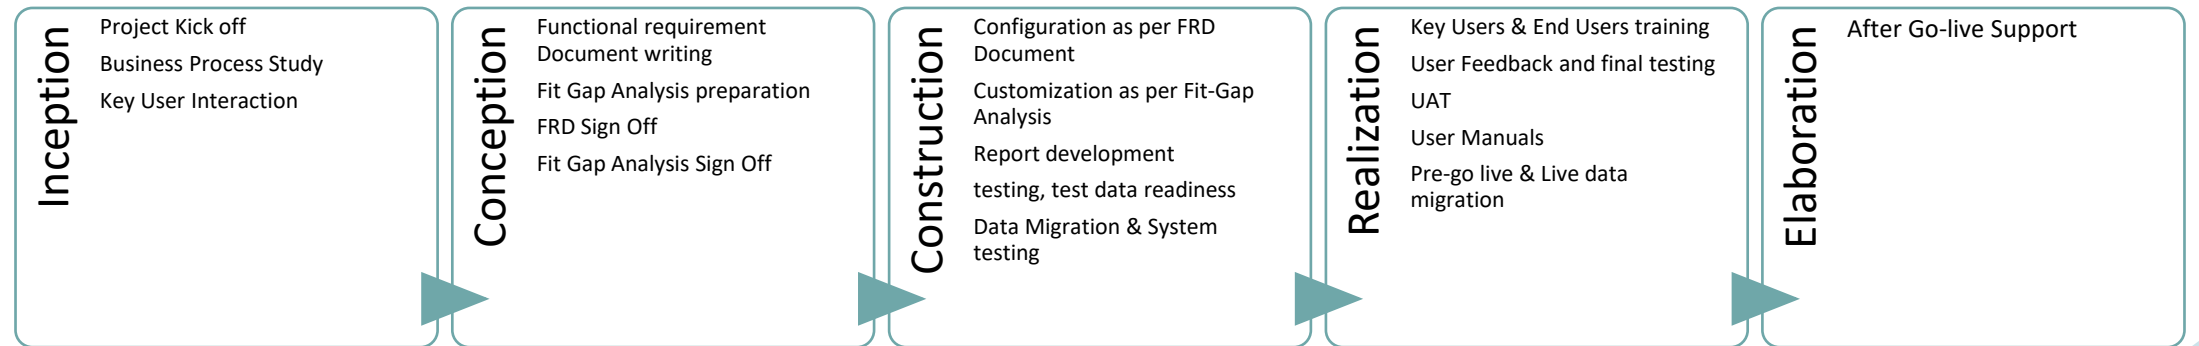 Inception
Project Kick off
Business Process Study
Key User Interaction
Conception
Functional requirement
Document writing
Fit Gap Analysis preparation
FRD Sign Off
Fit Gap Analysis Sign Off
Construction
Configuration as per FRD
Document
Customization as per Fit-Gap
Analysis
Report development
testing, test data readiness
Data Migration & System
testing
Realization
Key Users & End Users training
User Feedback and final testing
UAT
User Manuals
Pre-go live & Live data
migration
Elaboration
After Go-live Support